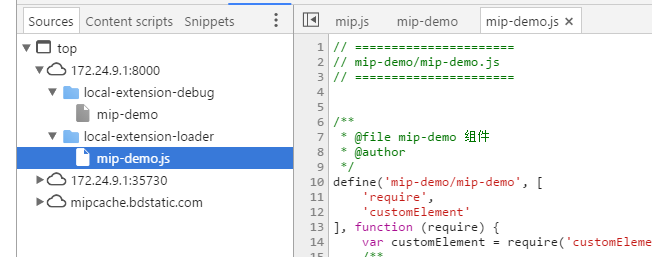 Sources Content scripts Snippets
mip.js mip-demo mip-demo.js ×
top
172.24.9.1:8000
local-extension-debug
mip-demo
local-extension-loader
mip-demo.js
172.24.9.1:35730
mipcache.bdstatic.com
1 // ======================
2 // mip-demo/mip-demo.js
3 // ======================
4
5
6 /**
7 * @file mip-demo 组件
8 * @author
9 */
10 define('mip-demo/mip-demo', [
11 'require',
12 'customElement'
13 ], function (require) {
14 var customElement = require('customEleme
15 /**